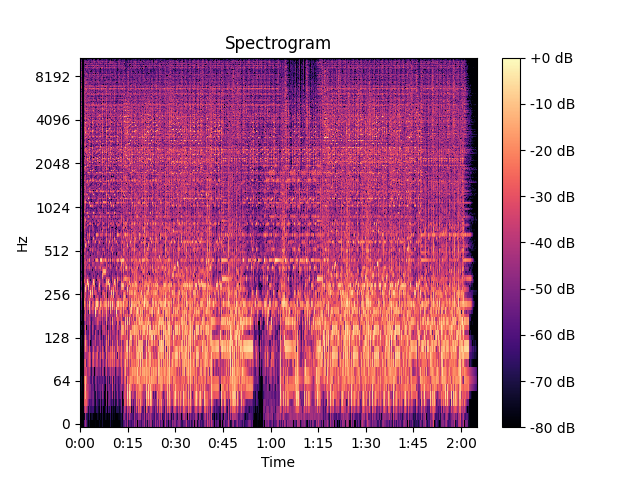 Spectrogram
8192
4096
2048
1024
512
256
128
64
0
Hz
0:00 0:15 0:30 0:45 1:00 1:15 1:30 1:45 2:00
Time
+0 dB
-10 dB
-20 dB
-30 dB
-40 dB
-50 dB
-60 dB
-70 dB
-80 dB